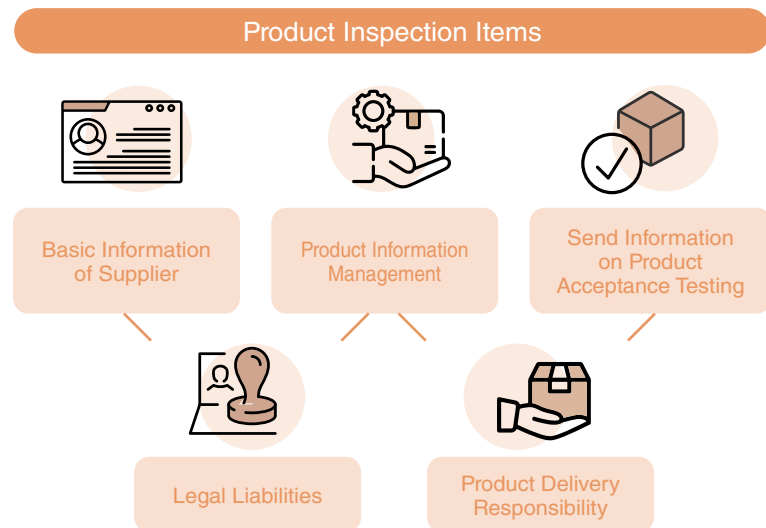 Product Inspection Items
Basic Information
of Supplier
Product Information
Management
Send Information
on Product
Acceptance Testing
Legal Liabilities
Product Delivery
Responsibility